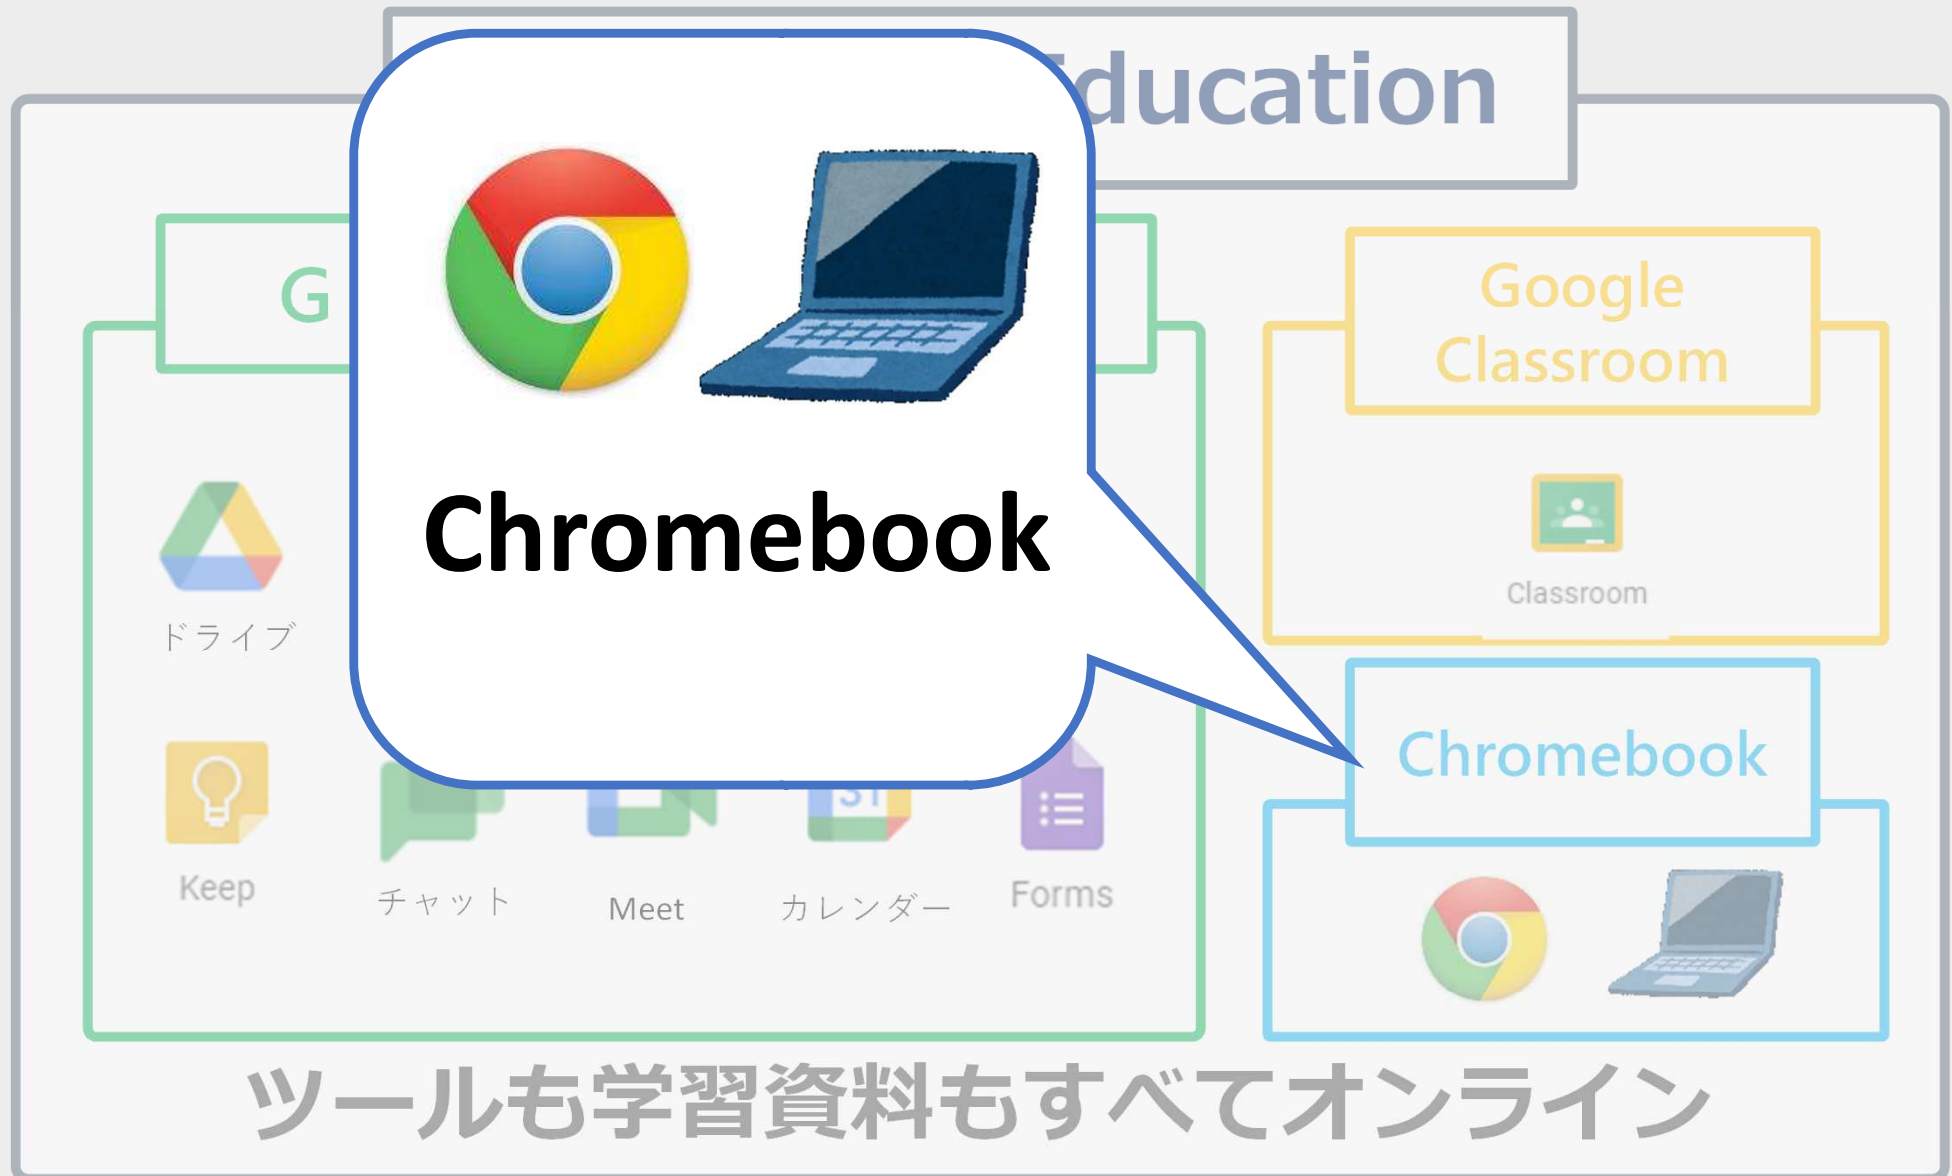 ducation
G
Google
Classroom
Chromebook
ドライブ
Classroom
Chromebook
31
Keep
チャット
Meet
カレンダー
Forms
ツールも学習資料もすべてオンライン